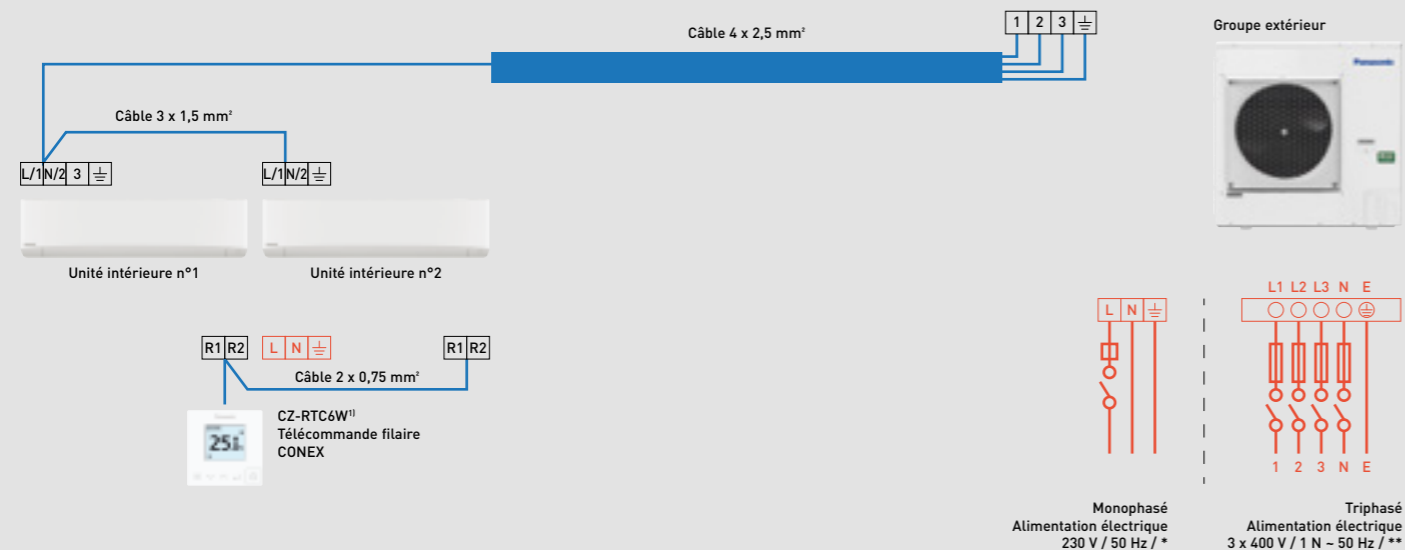 Câble 4 x 2,5 mm²
1 2 3
Groupe extérieur
Panasonic
Câble 3 x 1,5 mm²
L/1 N/2 3
L/1 N/2
Unité intérieure n°1
Unité intérieure n°2
L1 L2 L3 N E
L N
R1 R2
L N
R1 R2
Câble 2 x 0,75 mm²
CZ-RTC6W¹⁾
Télécommande filaire
CONEX
1 2 3 N E
Monophasé
Alimentation électrique
230 V / 50 Hz / *
Triphasé
Alimentation électrique
3 x 400 V / 1 N ~ 50 Hz / **